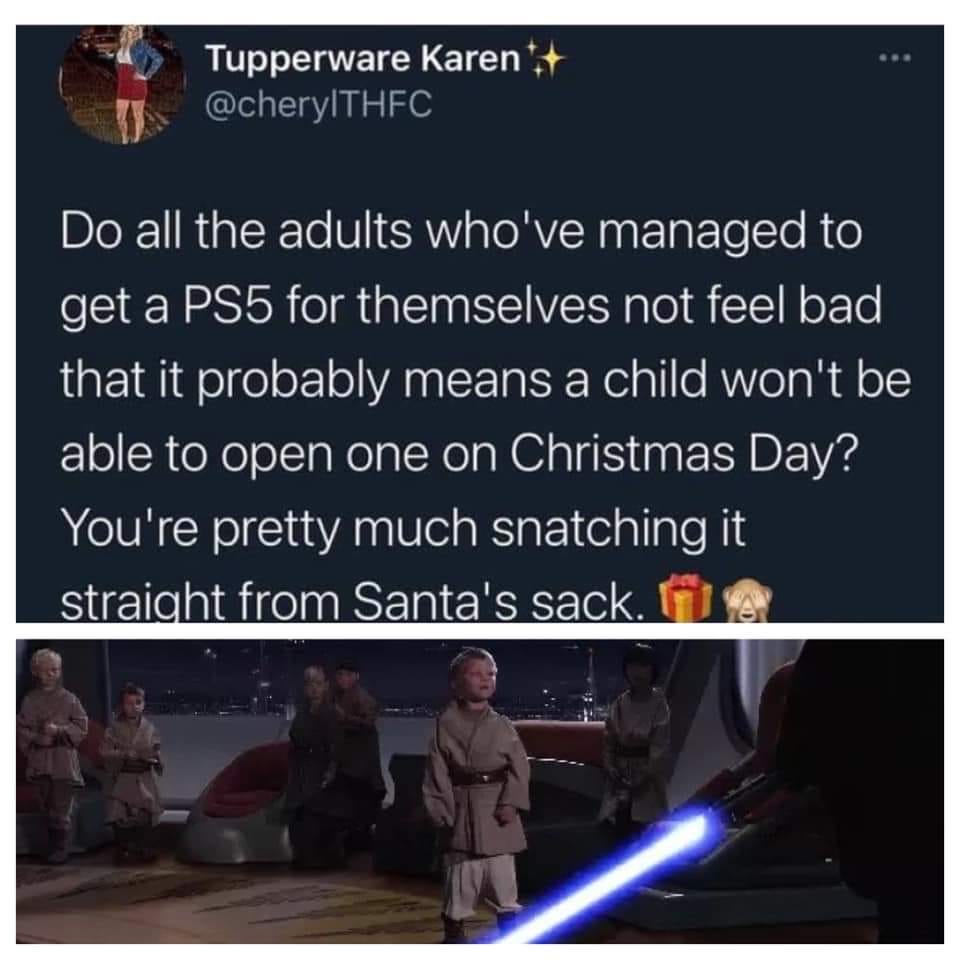 Tupperware Karen✨
@cherylTHFC
Do all the adults who've managed to
get a PS5 for themselves not feel bad
that it probably means a child won't be
able to open one on Christmas Day?
You're pretty much snatching it
straight from Santa's sack. 🎁🙈